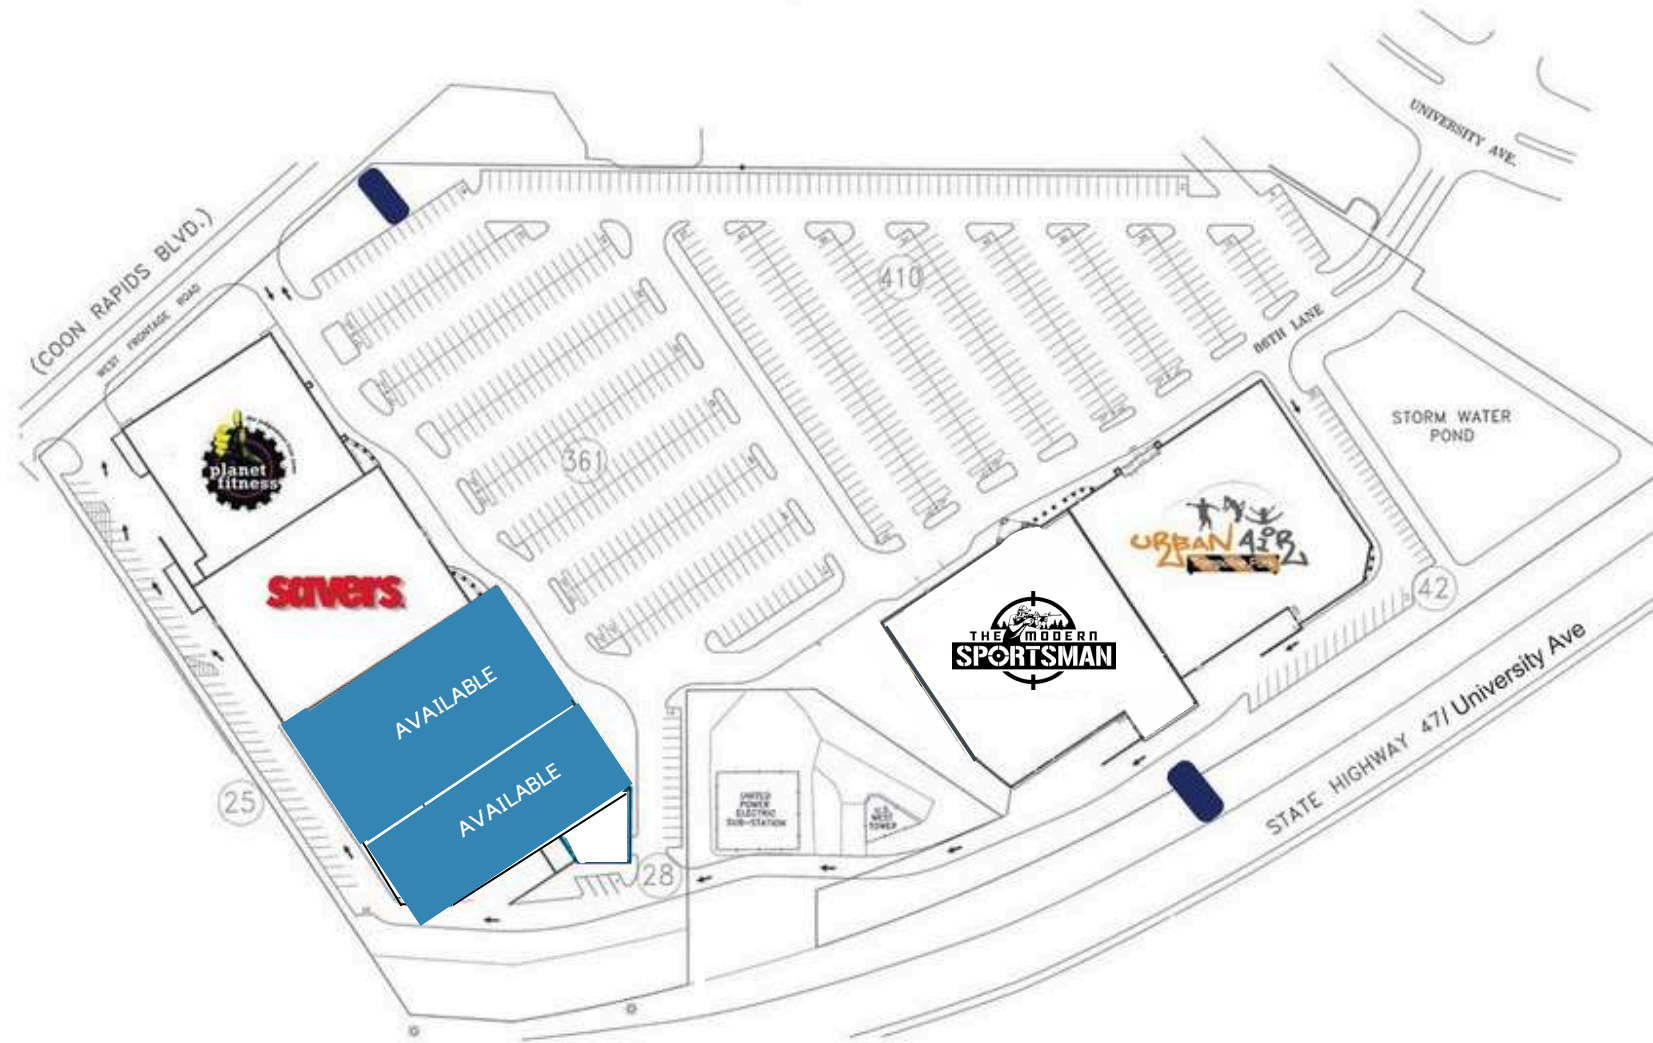 UNIVERSITY AVE.
(COON RAPIDS BLVD.)
WEST FRONTAGE ROAD
410
86TH LANE
STORM WATER
POND
planet
fitness
361
savers
URBAN AIR
42
THE MODERN
SPORTSMAN
AVAILABLE
AVAILABLE
25
28
UNITED
POWER
ELECTRIC
SUB-STATION
U.S.
WEST
TOWER
STATE HIGHWAY 47/ University Ave